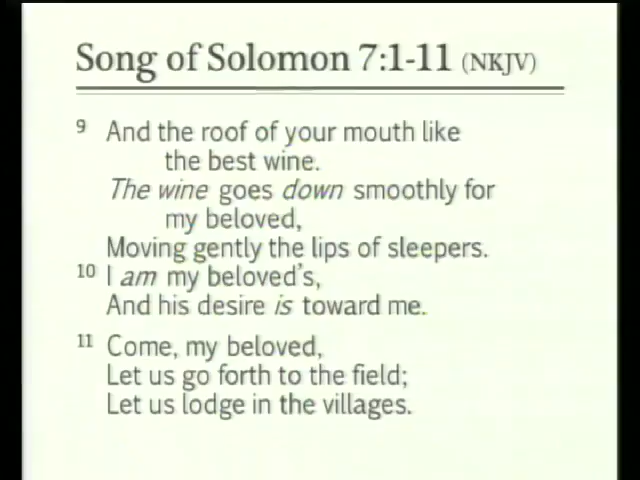 Song of Solomon 7:1-11 (NKJV)
9 And the roof of your mouth like
the best wine.
The wine goes down smoothly for
my beloved,
Moving gently the lips of sleepers.
10 I am my beloved's,
And his desire is toward me.
11 Come, my beloved,
Let us go forth to the field;
Let us lodge in the villages.